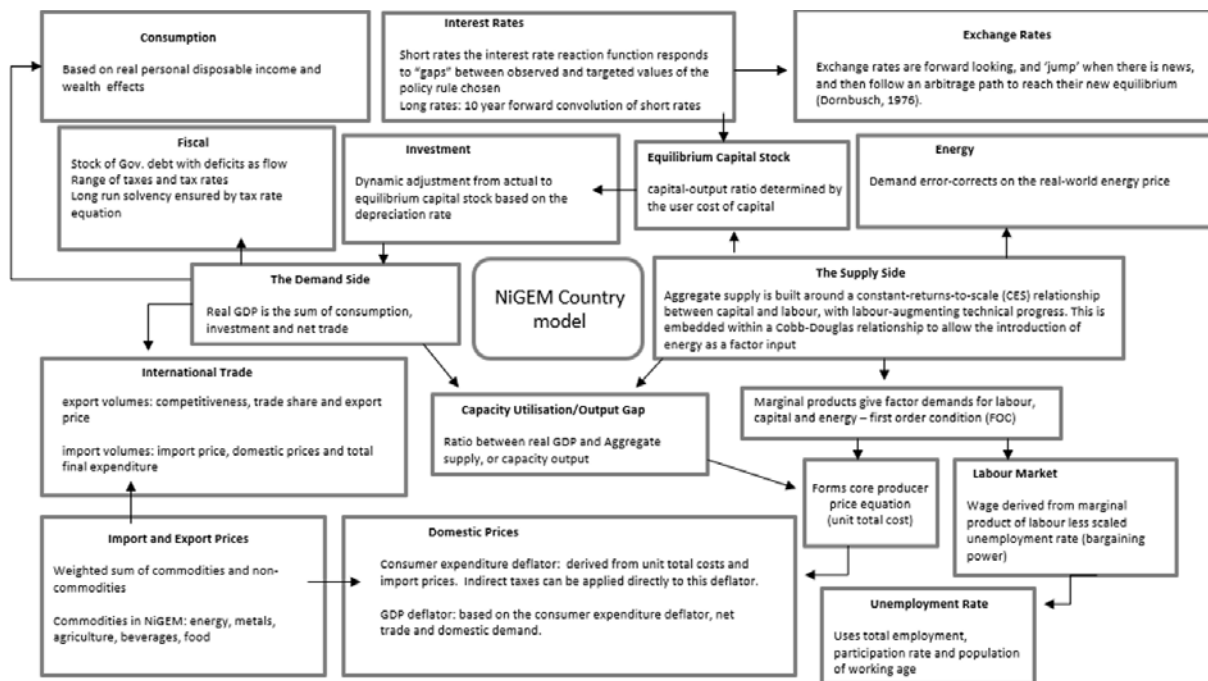 Consumption
Based on real personal disposable income and
wealth effects
Interest Rates
Short rates the interest rate reaction function responds
to "gaps" between observed and targeted values of the
policy rule chosen
Long rates: 10 year forward convolution of short rates
Exchange Rates
Exchange rates are forward looking, and 'jump' when there is news,
and then follow an arbitrage path to reach their new equilibrium
(Dornbusch, 1976).
Fiscal
Stock of Gov. debt with deficits as flow
Range of taxes and tax rates
Long run solvency ensured by tax rate
equation
Investment
Dynamic adjustment from actual to
equilibrium capital stock based on the
depreciation rate
Equilibrium Capital Stock
capital-output ratio determined by
the user cost of capital
Energy
Demand error-corrects on the real-world energy price
The Demand Side
Real GDP is the sum of consumption,
investment and net trade
NiGEM Country
model
The Supply Side
Aggregate supply is built around a constant-returns-to-scale (CES) relationship
between capital and labour, with labour-augmenting technical progress. This is
embedded within a Cobb-Douglas relationship to allow the introduction of
energy as a factor input
International Trade
export volumes: competitiveness, trade share and export
price
import volumes: import price, domestic prices and total
final expenditure
Capacity Utilisation/Output Gap
Ratio between real GDP and Aggregate
supply, or capacity output
Marginal products give factor demands for labour,
capital and energy – first order condition (FOC)
Forms core producer
price equation
(unit total cost)
Labour Market
Wage derived from marginal
product of labour less scaled
unemployment rate (bargaining
power)
Import and Export Prices
Weighted sum of commodities and non-
commodities
Commodities in NiGEM: energy, metals,
agriculture, beverages, food
Domestic Prices
Consumer expenditure deflator: derived from unit total costs and
import prices. Indirect taxes can be applied directly to this deflator.
GDP deflator: based on the consumer expenditure deflator, net
trade and domestic demand.
Unemployment Rate
Uses total employment,
participation rate and population
of working age